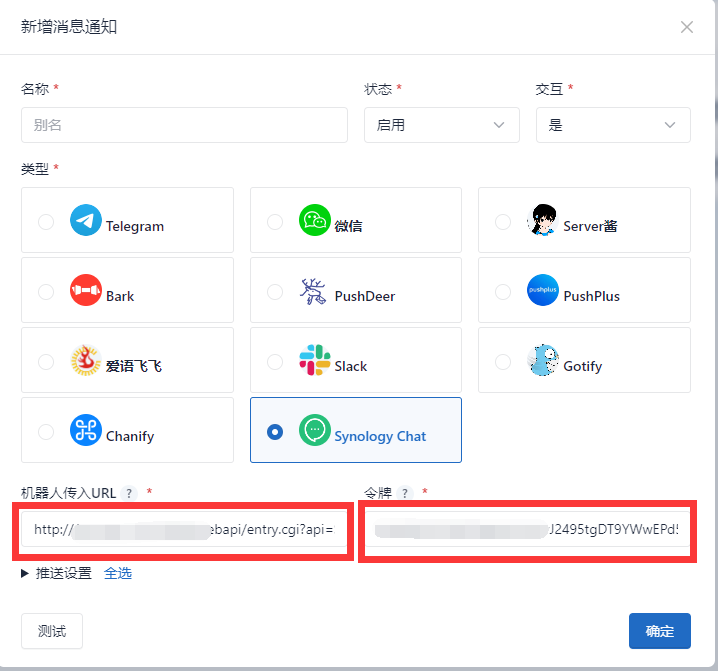 新增消息通知
名称 * 状态 * 交互 *
别名 启用 是
类型 *
Telegram 微信 Server酱
Bark PushDeer pushplus PushPlus
爱语飞飞 Slack Gotify
Chanify Synology Chat
机器人传入URL ? * 令牌 ? *
http:// ebapi/entry.cgi?api= J2495tgDT9YWwEPd
推送设置 全选
测试 确定